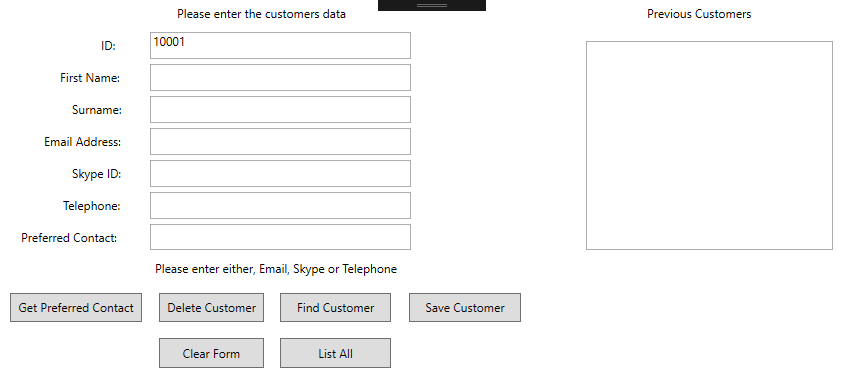 Please enter the customers data
Previous Customers
ID:
10001
First Name:
Surname:
Email Address:
Skype ID:
Telephone:
Preferred Contact:
Please enter either, Email, Skype or Telephone
Get Preferred Contact
Delete Customer
Find Customer
Save Customer
Clear Form
List All